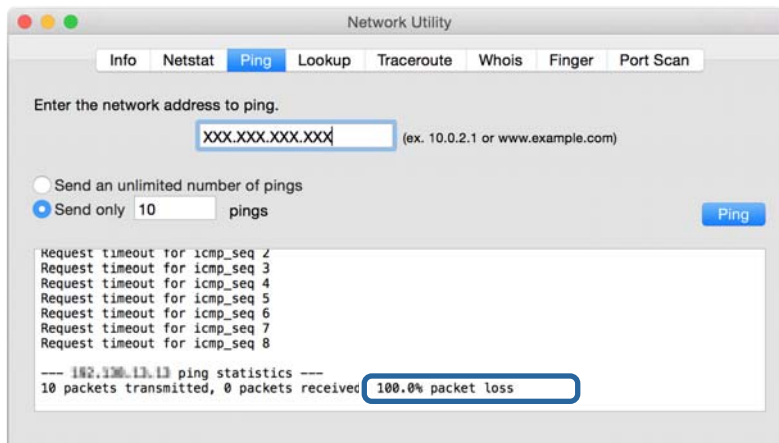 Network Utility
Info Netstat Ping Lookup Traceroute Whois Finger Port Scan
Enter the network address to ping.
XXX.XXX.XXX.XXX (ex. 10.0.2.1 or www.example.com)
Send an unlimited number of pings
Send only 10 pings
Ping
Request timeout for icmp_seq 2
Request timeout for icmp_seq 3
Request timeout for icmp_seq 4
Request timeout for icmp_seq 5
Request timeout for icmp_seq 6
Request timeout for icmp_seq 7
Request timeout for icmp_seq 8
--- ping statistics ---
10 packets transmitted, 0 packets received 100.0% packet loss